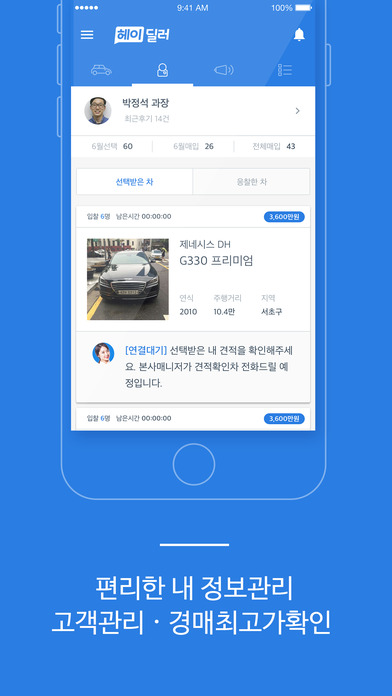 9:41 AM
100%
헤이 딜러
박정석 과장
최근후기 14건
6월선택 60
6월매입 26
전체매입 43
선택받은 차
응찰한 차
입찰 6명 남은시간 00:00:00
3,600만원
제네시스 DH
G330 프리미엄
연식 주행거리 지역
2010 10.4만 서초구
[연결대기] 선택받은 내 견적을 확인해주세
요. 본사매니저가 견적확인차 전화드릴 예
정입니다.
입찰 6명 남은시간 00:00:00
3,600만원
편리한 내 정보관리
고객관리 · 경매최고가확인